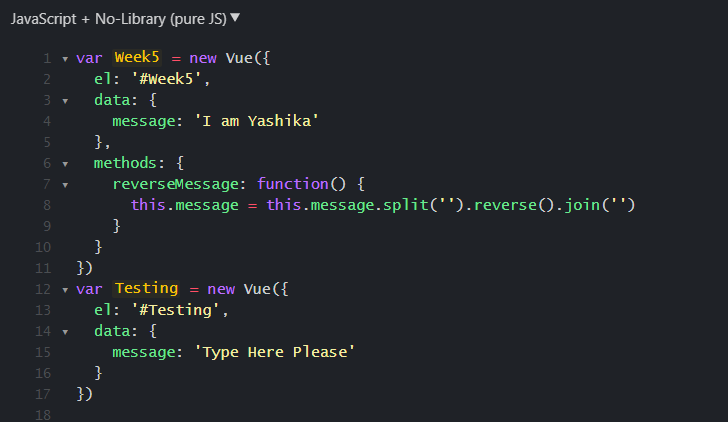 JavaScript + No-Library (pure JS) ▼
1 ▾ var Week5 = new Vue({
2 el: '#Week5',
3 ▾ data: {
4 message: 'I am Yashika'
5 },
6 ▾ methods: {
7 ▾ reverseMessage: function() {
8 this.message = this.message.split('').reverse().join('')
9 }
10 }
11 })
12 ▾ var Testing = new Vue({
13 el: '#Testing',
14 ▾ data: {
15 message: 'Type Here Please'
16 }
17 })
18